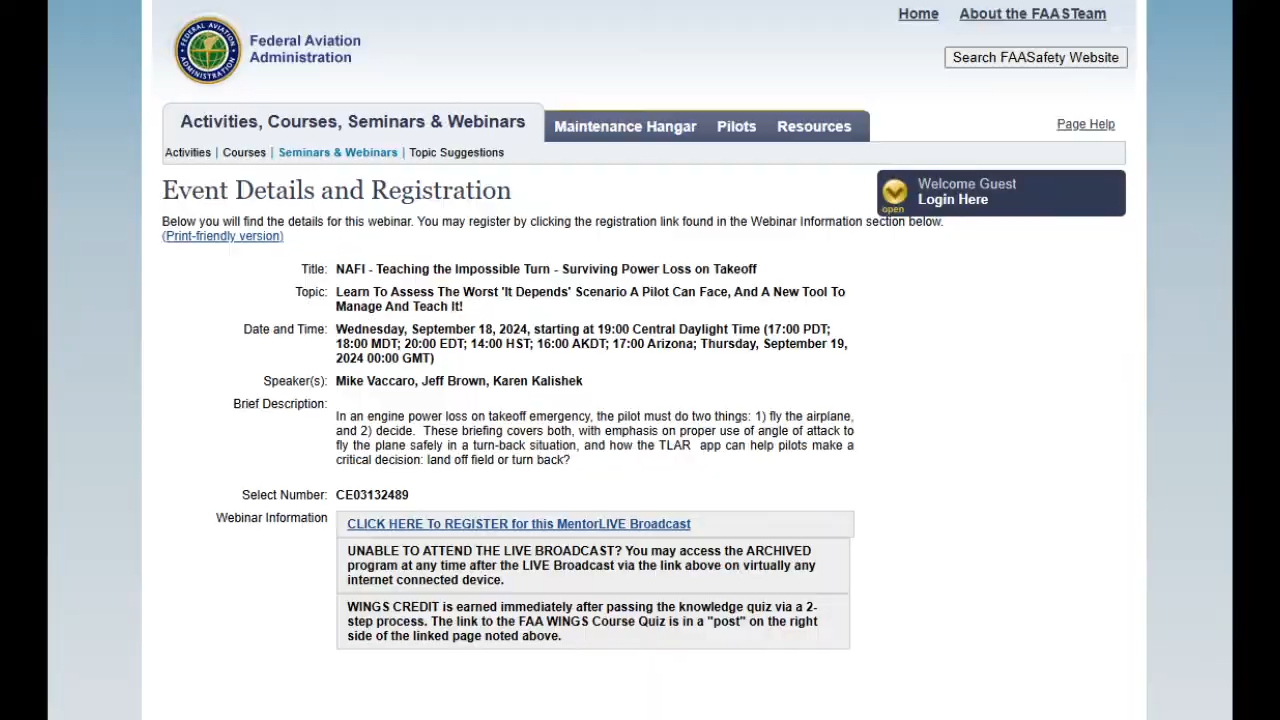 Home About the FAASTeam
Federal Aviation
Administration
Search FAASafety Website
Activities, Courses, Seminars & Webinars Maintenance Hangar Pilots Resources
Page Help
Activities | Courses | Seminars & Webinars | Topic Suggestions
Event Details and Registration
Welcome Guest
Login Here
open
Below you will find the details for this webinar. You may register by clicking the registration link found in the Webinar Information section below.
(Print-friendly version)
Title: NAFI - Teaching the Impossible Turn - Surviving Power Loss on Takeoff
Topic: Learn To Assess The Worst 'It Depends' Scenario A Pilot Can Face, And A New Tool To
Manage And Teach It!
Date and Time: Wednesday, September 18, 2024, starting at 19:00 Central Daylight Time (17:00 PDT;
18:00 MDT; 20:00 EDT; 14:00 HST; 16:00 AKDT; 17:00 Arizona; Thursday, September 19,
2024 00:00 GMT)
Speaker(s): Mike Vaccaro, Jeff Brown, Karen Kalishek
Brief Description:
In an engine power loss on takeoff emergency, the pilot must do two things: 1) fly the airplane,
and 2) decide. These briefing covers both, with emphasis on proper use of angle of attack to
fly the plane safely in a turn-back situation, and how the TLAR app can help pilots make a
critical decision: land off field or turn back?
Select Number: CE03132489
Webinar Information
CLICK HERE To REGISTER for this MentorLIVE Broadcast
UNABLE TO ATTEND THE LIVE BROADCAST? You may access the ARCHIVED
program at any time after the LIVE Broadcast via the link above on virtually any
internet connected device.
WINGS CREDIT is earned immediately after passing the knowledge quiz via a 2-
step process. The link to the FAA WINGS Course Quiz is in a "post" on the right
side of the linked page noted above.